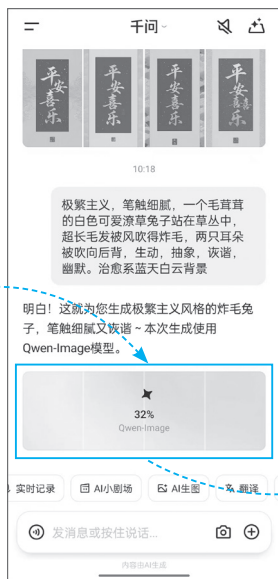 千问
平安喜乐
平安喜乐
平安喜乐
平安喜乐
10:18
极繁主义，笔触细腻，一个毛茸茸
的白色可爱潦草兔子站在草丛中，
超长毛发被风吹得炸毛，两只耳朵
被吹向后背，生动，抽象，诙谐，
幽默。治愈系蓝天白云背景
明白！这就为您生成极繁主义风格的炸毛兔
子，笔触细腻又诙谐~本次生成使用
Qwen-Image模型。
32%
Qwen-Image
实时记录 AI小剧场 AI生图 翻译
发消息或按住说话...
内容由AI生成